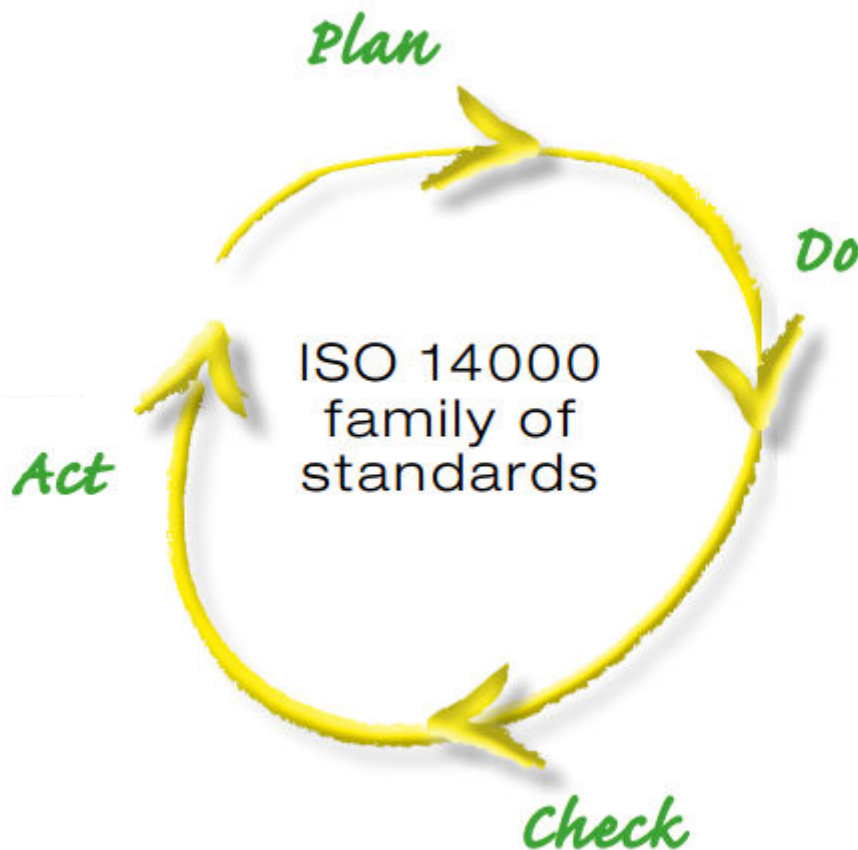 Plan
Do
ISO 14000
family of
standards
Act
Check